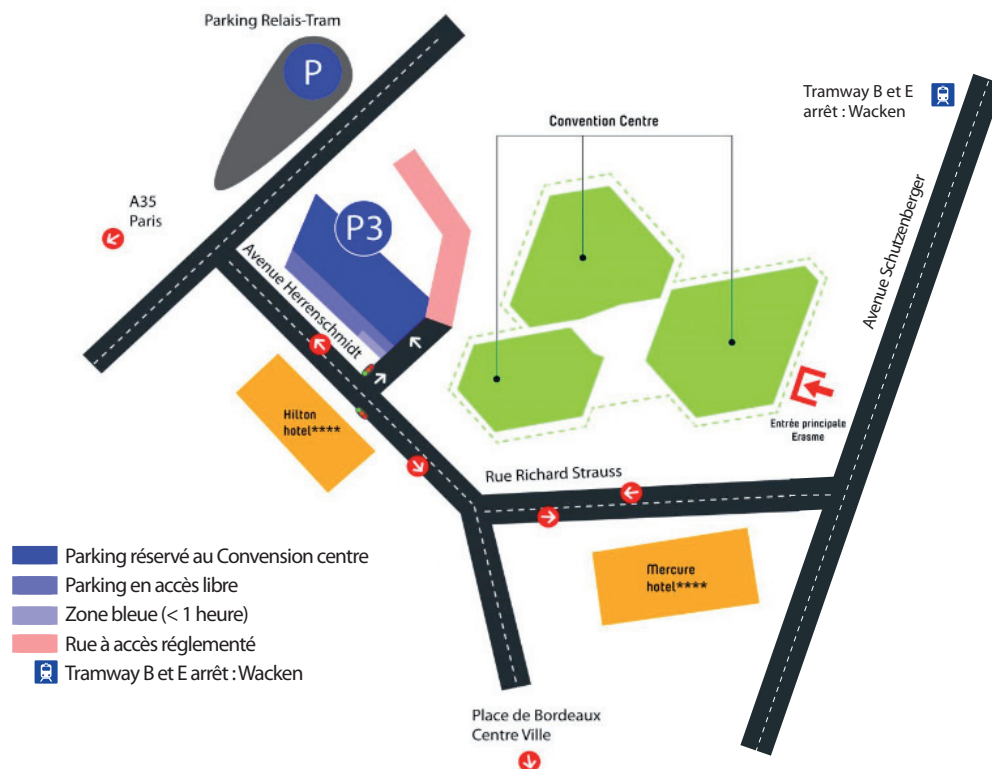 Parking Relais-Tram
P
Tramway B et E
arrêt : Wacken
Convention Centre
A35
Paris
P3
Avenue Herrenschmidt
Avenue Schutzenberger
Hilton
hotel****
Entrée principale
Erasme
Rue Richard Strauss
Mercure
hotel****
Parking réservé au Convension centre
Parking en accès libre
Zone bleue (< 1 heure)
Rue à accès réglementé
Tramway B et E arrêt : Wacken
Place de Bordeaux
Centre Ville